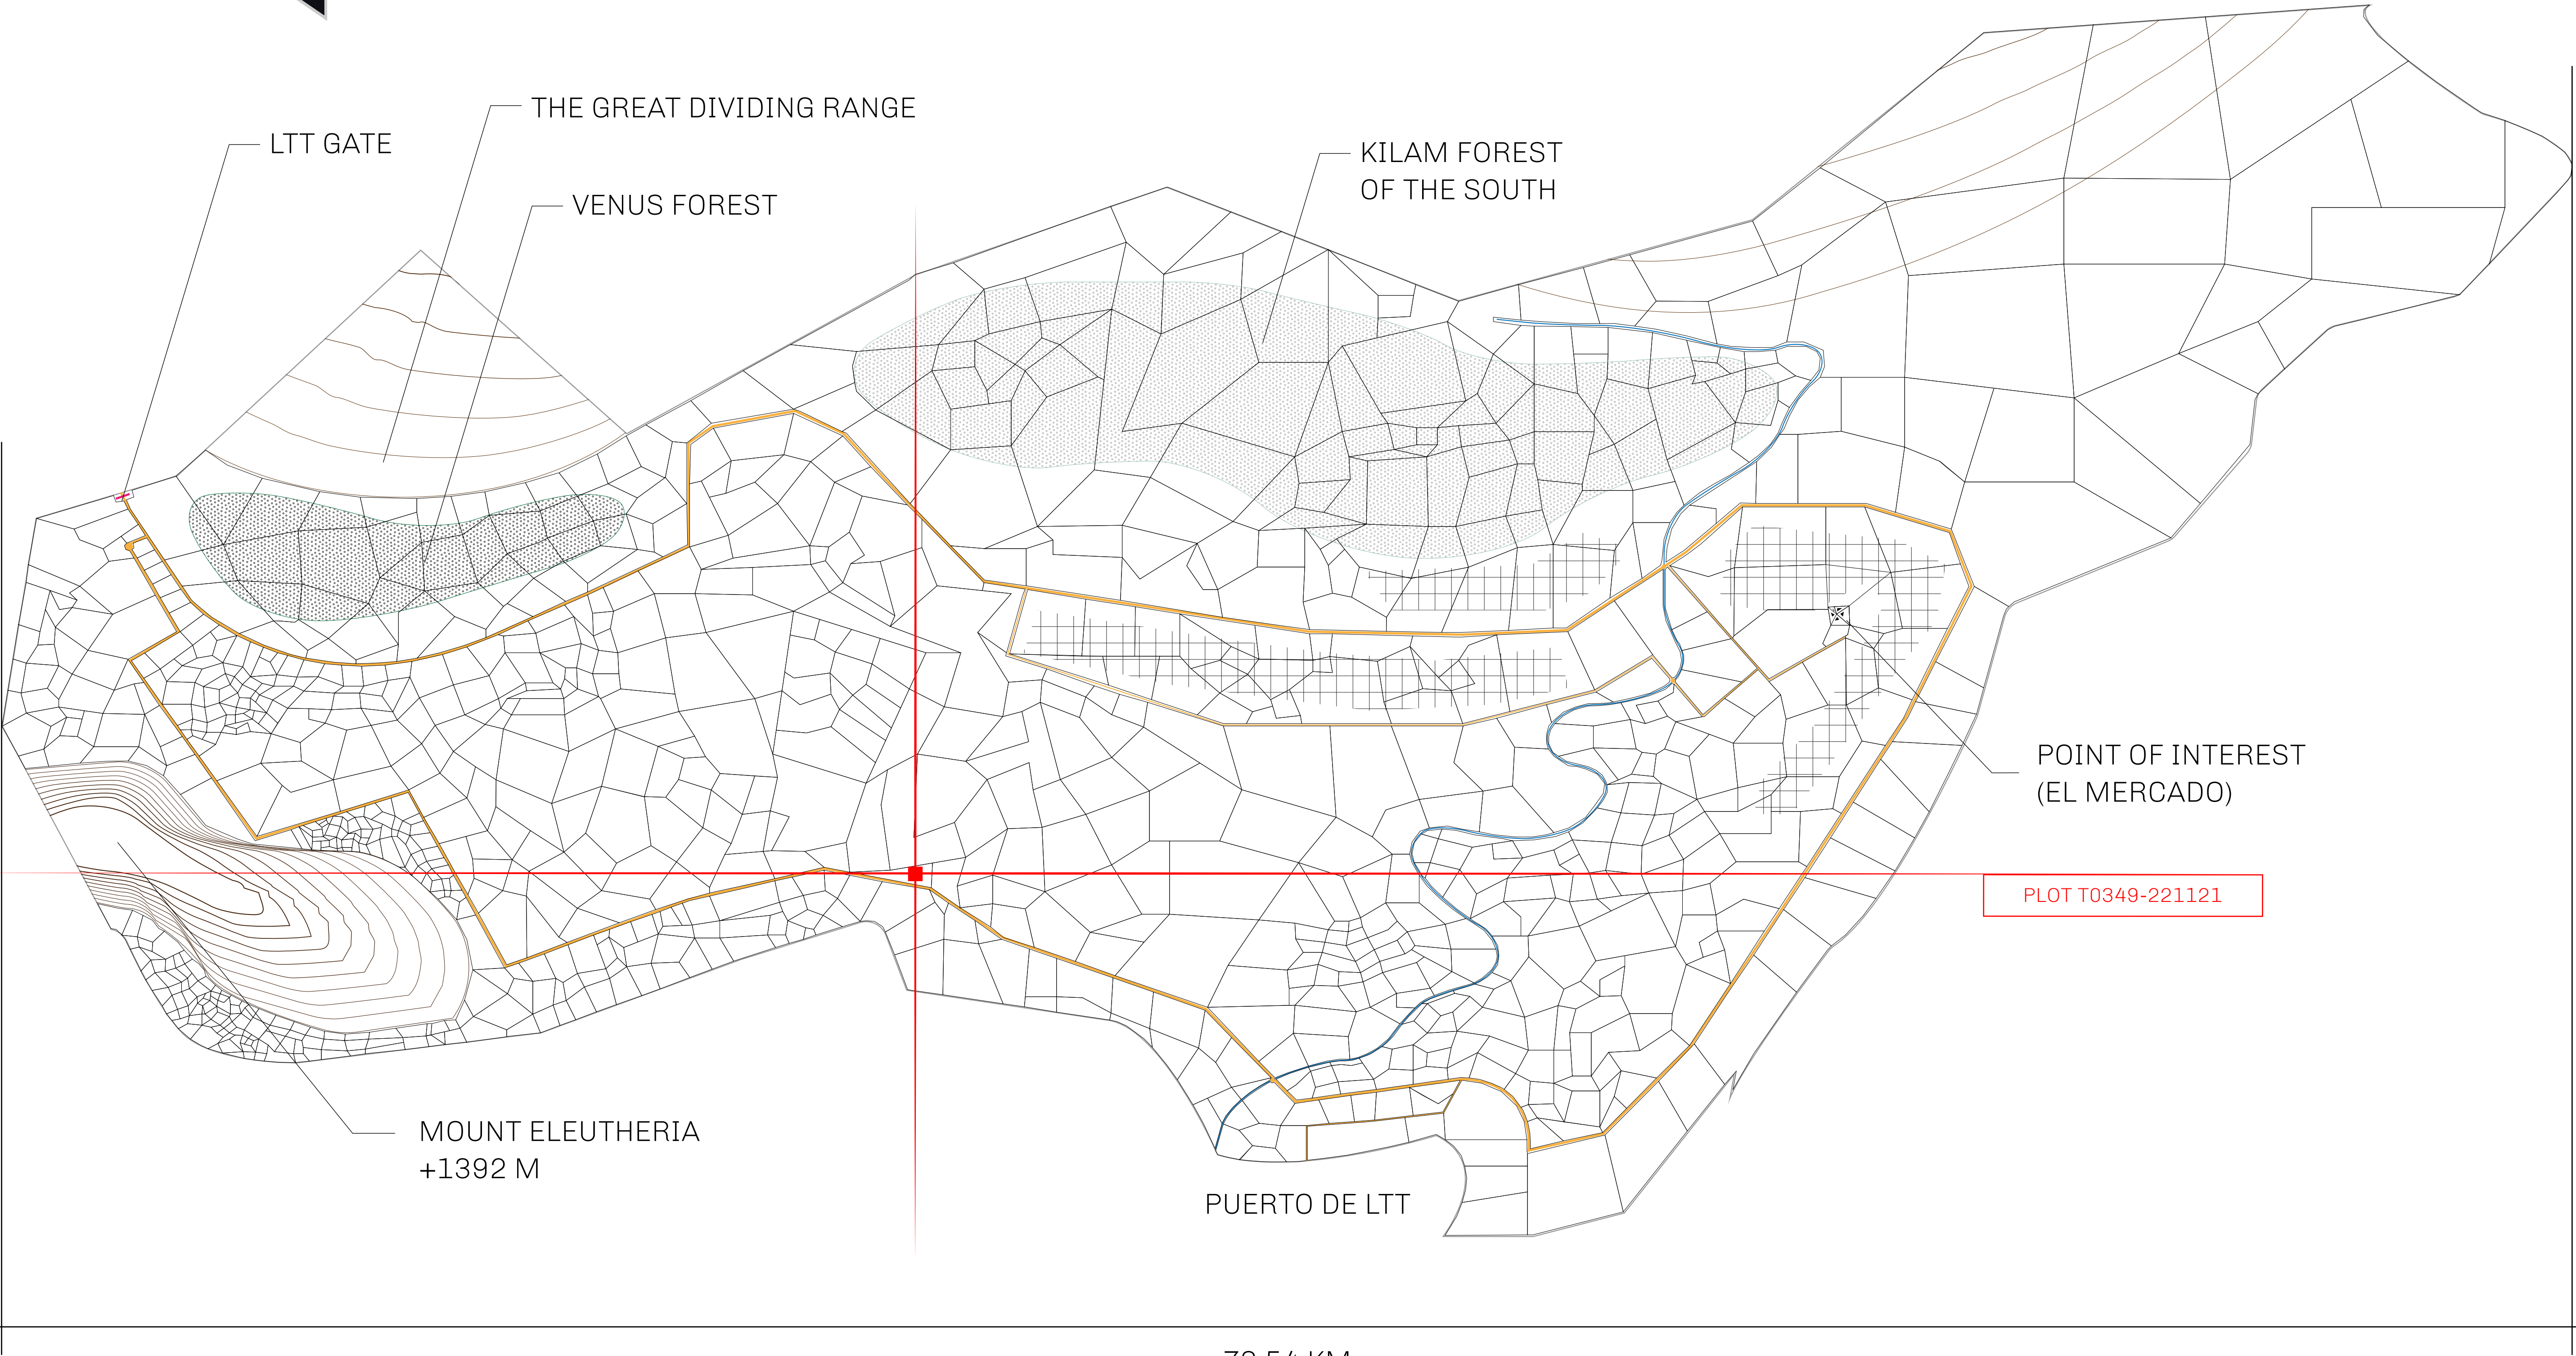 THE GREAT DIVIDING RANGE
LTT GATE
VENUS FOREST
KILAM FOREST
OF THE SOUTH
POINT OF INTEREST
(EL MERCADO)
PLOT T0349-221121
MOUNT ELEUTHERIA
+1392 M
PUERTO DE LTT
KM